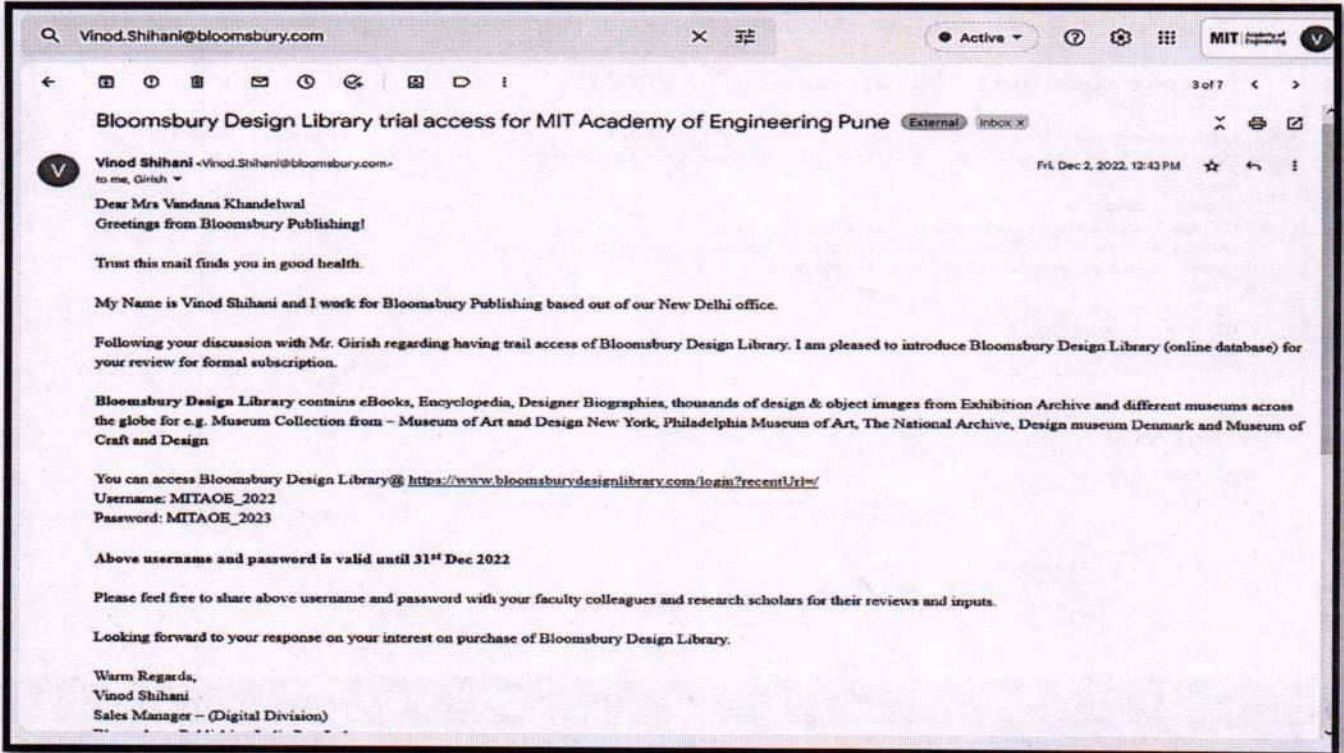 Vinod.Shihani@bloomsbury.com
Active
MIT
V
3 of 7
Bloomsbury Design Library trial access for MIT Academy of Engineering Pune External Inbox x
V
Vinod Shihani <Vinod.Shihani@bloomsbury.com>
Fri, Dec 2, 2022, 12:43 PM
to me, Girish
Dear Mrs Vandana Khandelwal
Greetings from Bloomsbury Publishing!
Trust this mail finds you in good health.
My Name is Vinod Shihani and I work for Bloomsbury Publishing based out of our New Delhi office.
Following your discussion with Mr. Girish regarding having trail access of Bloomsbury Design Library. I am pleased to introduce Bloomsbury Design Library (online database) for
your review for formal subscription.
Bloomsbury Design Library contains eBooks, Encyclopedia, Designer Biographies, thousands of design & object images from Exhibition Archive and different museums across
the globe for e.g. Museum Collection from – Museum of Art and Design New York, Philadelphia Museum of Art, The National Archive, Design museum Denmark and Museum of
Craft and Design
You can access Bloomsbury Design Library@ https://www.bloomsburydesignlibrary.com/login?recentUrl=/
Username: MITAOE_2022
Password: MITAOE_2023
Above username and password is valid until 31st Dec 2022
Please feel free to share above username and password with your faculty colleagues and research scholars for their reviews and inputs.
Looking forward to your response on your interest on purchase of Bloomsbury Design Library.
Warm Regards,
Vinod Shihani
Sales Manager – (Digital Division)